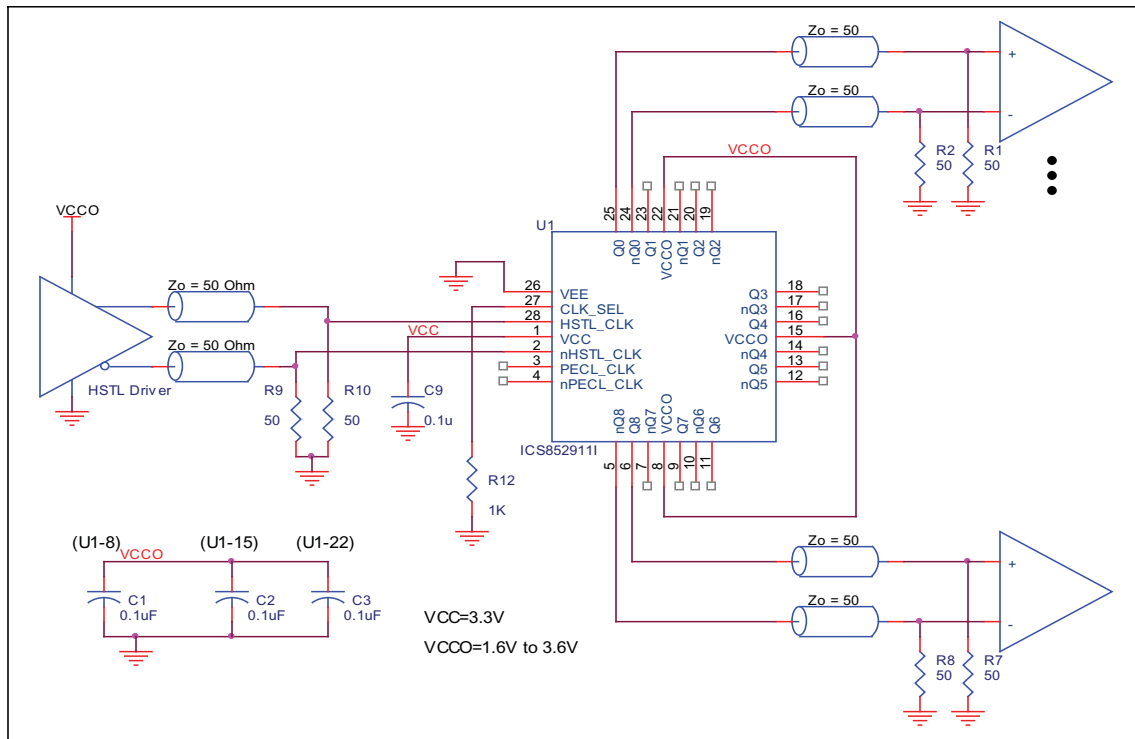 Zo = 50
+
Zo = 50
-
R2
50
R1
50
VCCO
VCCO
25
24
23
22
21
20
19
U1
Q0
nQ0
Q1
VCCO
nQ1
Q2
nQ2
Zo = 50 Ohm
Zo = 50 Ohm
HSTL Driver
26
27
28
1
2
3
4
VEE
CLK_SEL
HSTL_CLK
VCC
nHSTL_CLK
PECL_CLK
nPECL_CLK
VCC
18
17
16
15
14
13
12
Q3
nQ3
Q4
VCCO
nQ4
Q5
nQ5
R9
50
R10
50
C9
0.1u
nQ8
Q8
nQ7
VCCO
Q7
nQ6
Q6
ICS852911I
5
6
7
8
9
10
11
R12
1K
(U1-8)
(U1-15)
(U1-22)
VCCO
C1
0.1uF
C2
0.1uF
C3
0.1uF
VCC=3.3V
VCCO=1.6V to 3.6V
Zo = 50
+
Zo = 50
-
R8
50
R7
50